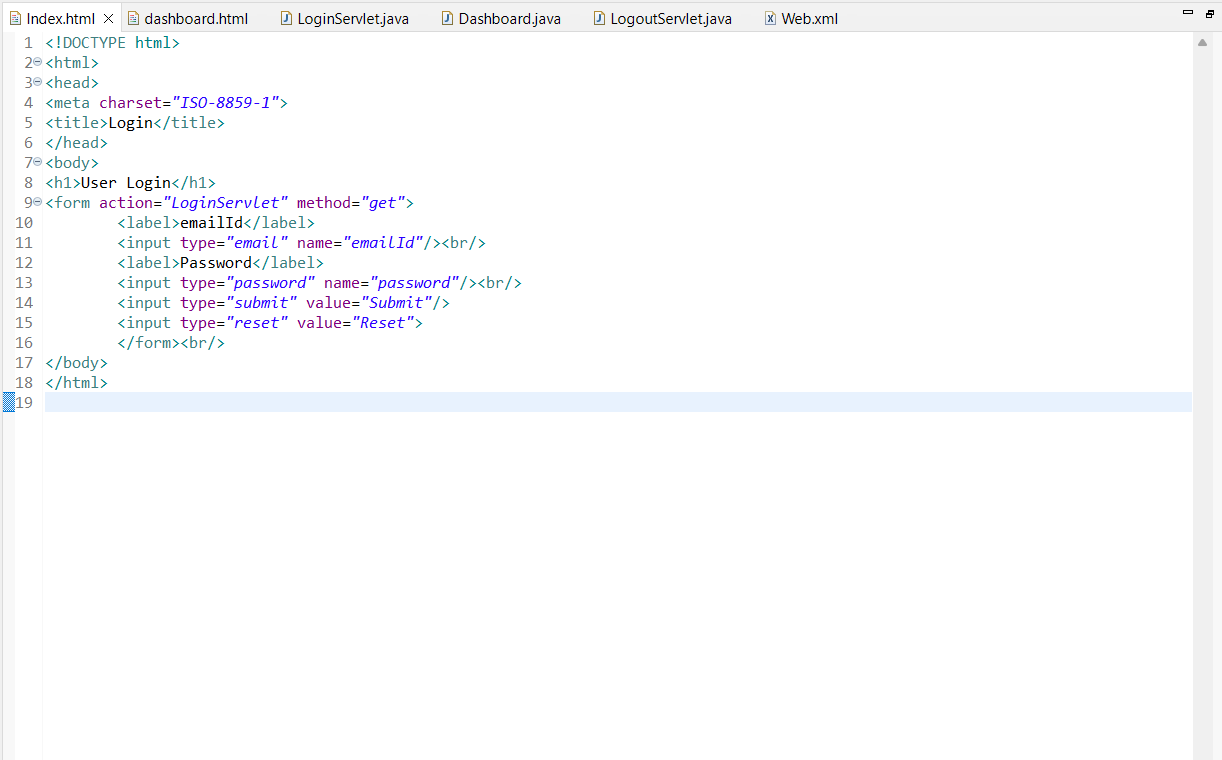 Index.html dashboard.html LoginServlet.java Dashboard.java LogoutServlet.java Web.xml
1 <!DOCTYPE html>
2 <html>
3 <head>
4 <meta charset="ISO-8859-1">
5 <title>Login</title>
6 </head>
7 <body>
8 <h1>User Login</h1>
9 <form action="LoginServlet" method="get">
10 <label>emailId</label>
11 <input type="email" name="emailId"/><br/>
12 <label>Password</label>
13 <input type="password" name="password"/><br/>
14 <input type="submit" value="Submit"/>
15 <input type="reset" value="Reset">
16 </form><br/>
17 </body>
18 </html>
19